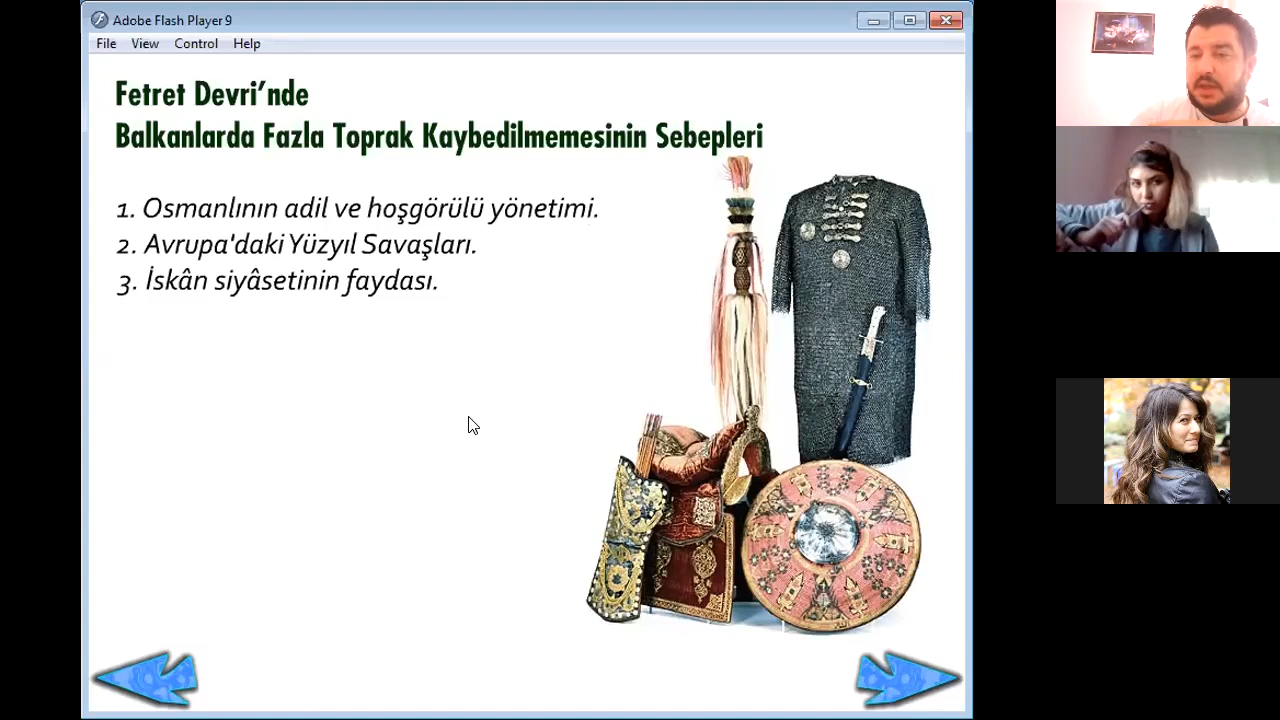 Adobe Flash Player 9
File View Control Help
Fetret Devri’nde
Balkanlarda Fazla Toprak Kaybedilmemesinin Sebepleri
1. Osmanlının adil ve hoşgörülü yönetimi.
2. Avrupa'daki Yüzyıl Savaşları.
3. İskân siyâsetinin faydası.